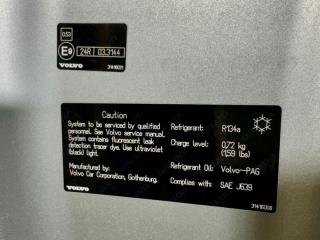 0.53
E9 24R 03.3144
VOLVO
Caution
System to be serviced by qualified
personnel. See Volvo service manual.
System contains fluorescent leak
detection tracer dye. Use ultraviolet
(black) light.
Manufactured by:
Volvo Car Corporation, Gothenburg.
VOLVO
Refrigerant: R134a
Charge level: 0,72 kg
(1,59 lbs)
Refrigerant Oil: Volvo-PAG
Complies with: SAE J639